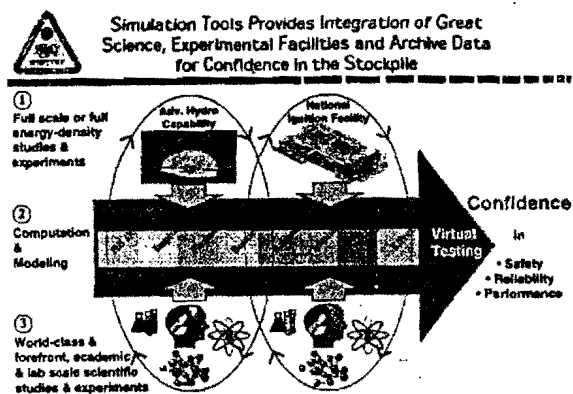 Simulation Tools Provides Integration of Great
Science, Experimental Facilities and Archive Data
for Confidence in the Stockpile
1
Full scale or full
energy-density
studies &
experiments
Adv. Hydro
Capability
National
Ignition Facility
2
Computation
&
Modeling
Virtual
Testing
Confidence
in
• Safety
• Reliability
• Performance
3
World-class &
forefront, academic
& lab scale scientific
studies & experiments